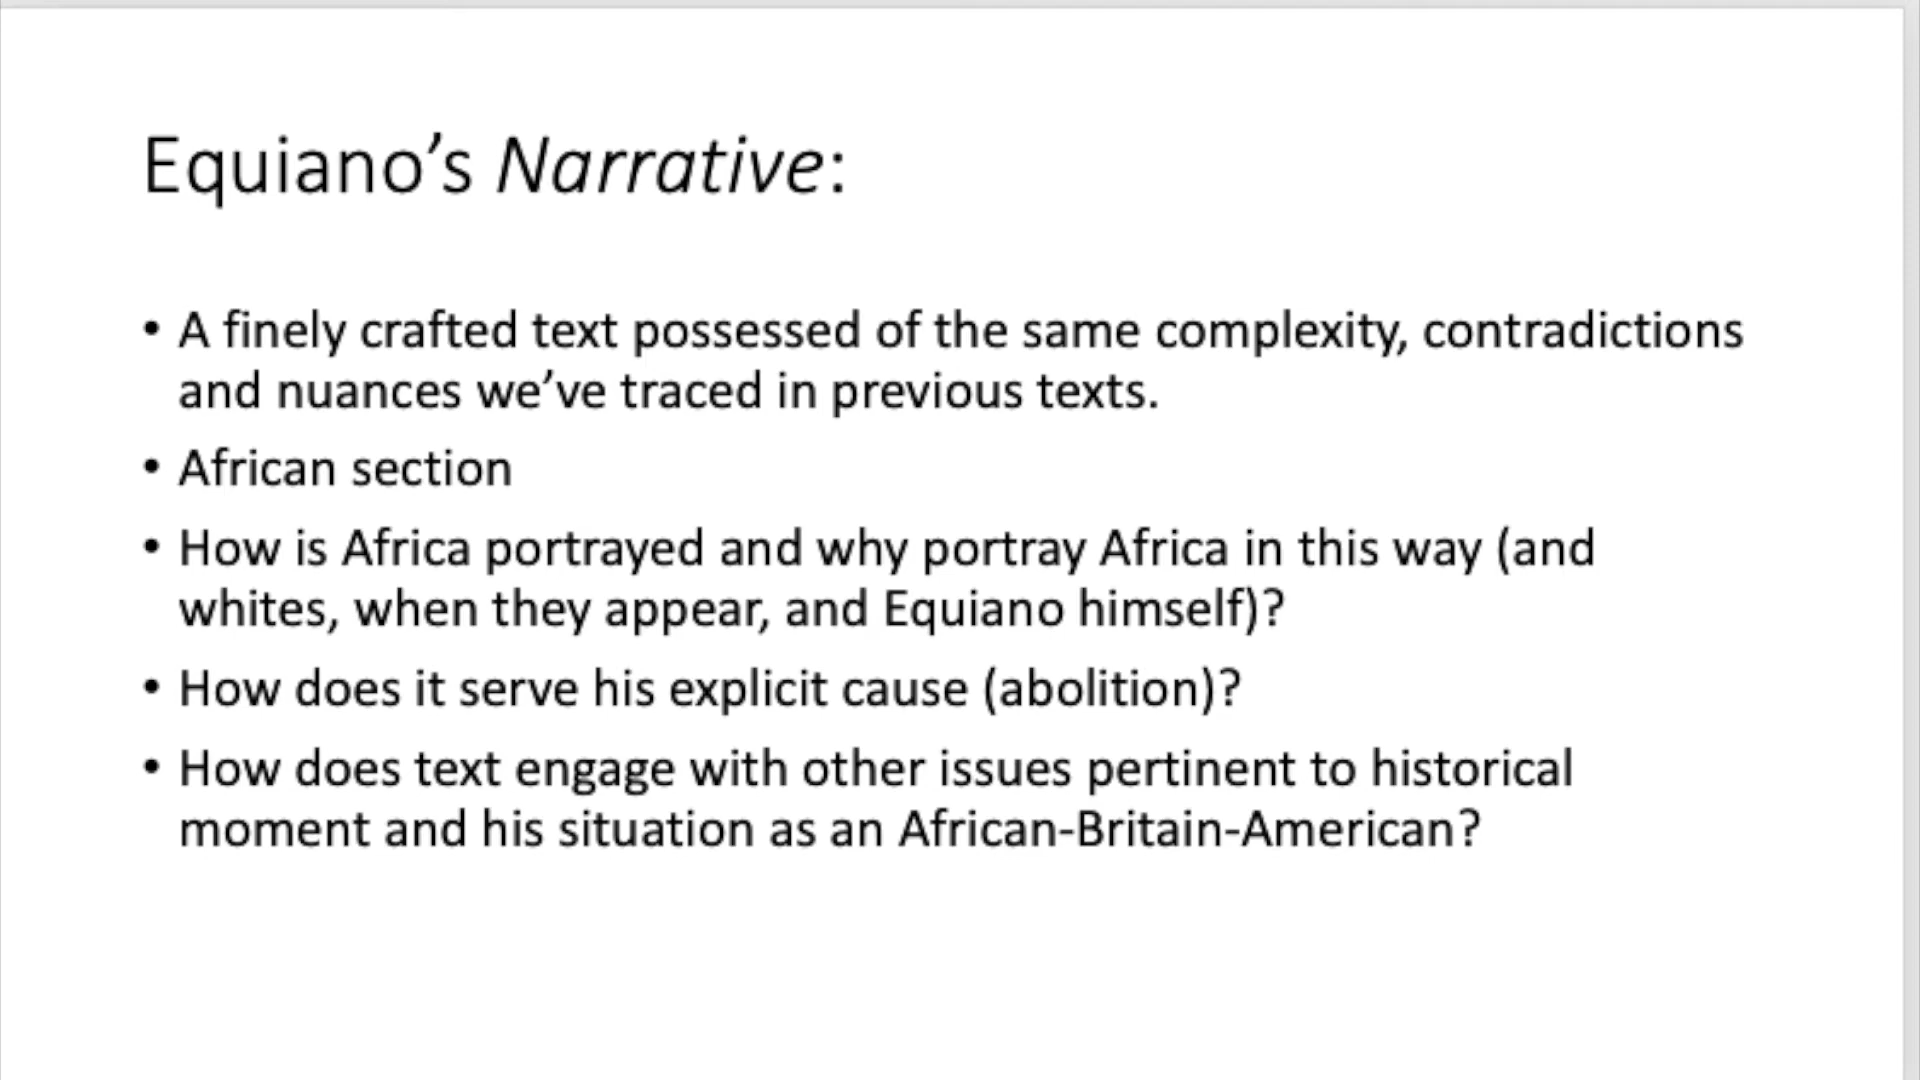 Equiano’s Narrative:
• A finely crafted text possessed of the same complexity, contradictions
and nuances we’ve traced in previous texts.
• African section
• How is Africa portrayed and why portray Africa in this way (and
whites, when they appear, and Equiano himself)?
• How does it serve his explicit cause (abolition)?
• How does text engage with other issues pertinent to historical
moment and his situation as an African-Britain-American?